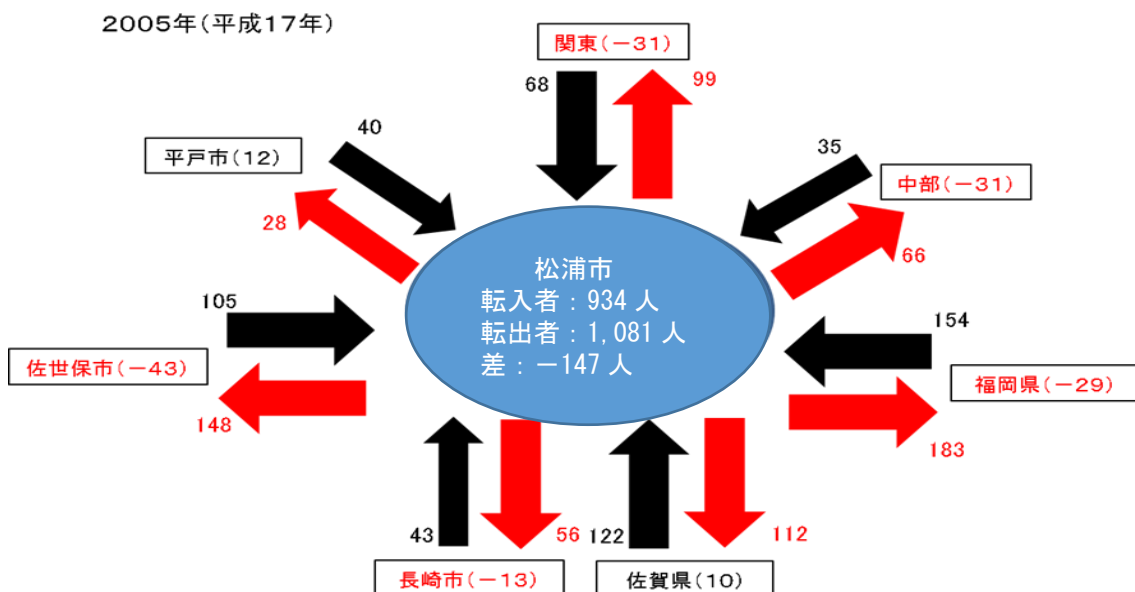 2005年(平成17年)
関東(－31)
68
99
40
平戸市(12)
28
35
中部(－31)
66
松浦市
転入者：934 人
転出者：1,081 人
差：－147 人
105
佐世保市(－43)
148
154
福岡県(－29)
183
43
56
長崎市(－13)
122
112
佐賀県(10)